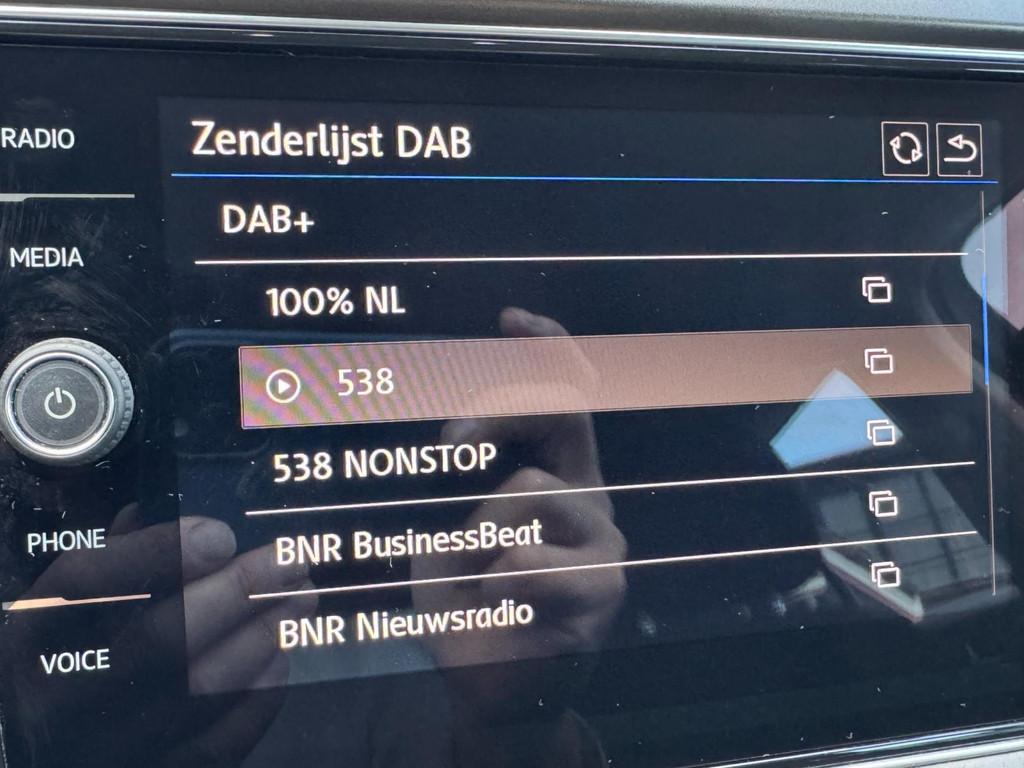 RADIO
MEDIA
PHONE
VOICE
Zenderlijst DAB
DAB+
100% NL
538
538 NONSTOP
BNR BusinessBeat
BNR Nieuwsradio